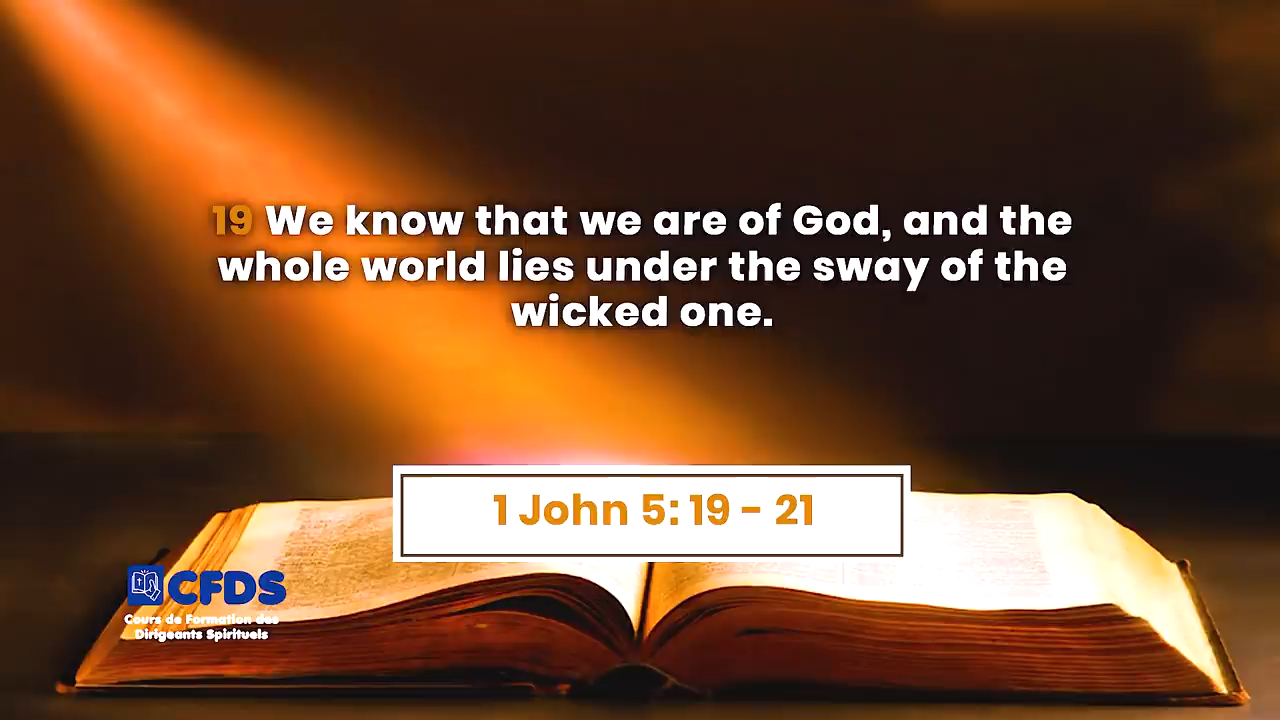 19 We know that we are of God, and the
whole world lies under the sway of the
wicked one.
1 John 5: 19 - 21
CFDS
Cours de Formation des
Dirigeants Spirituels